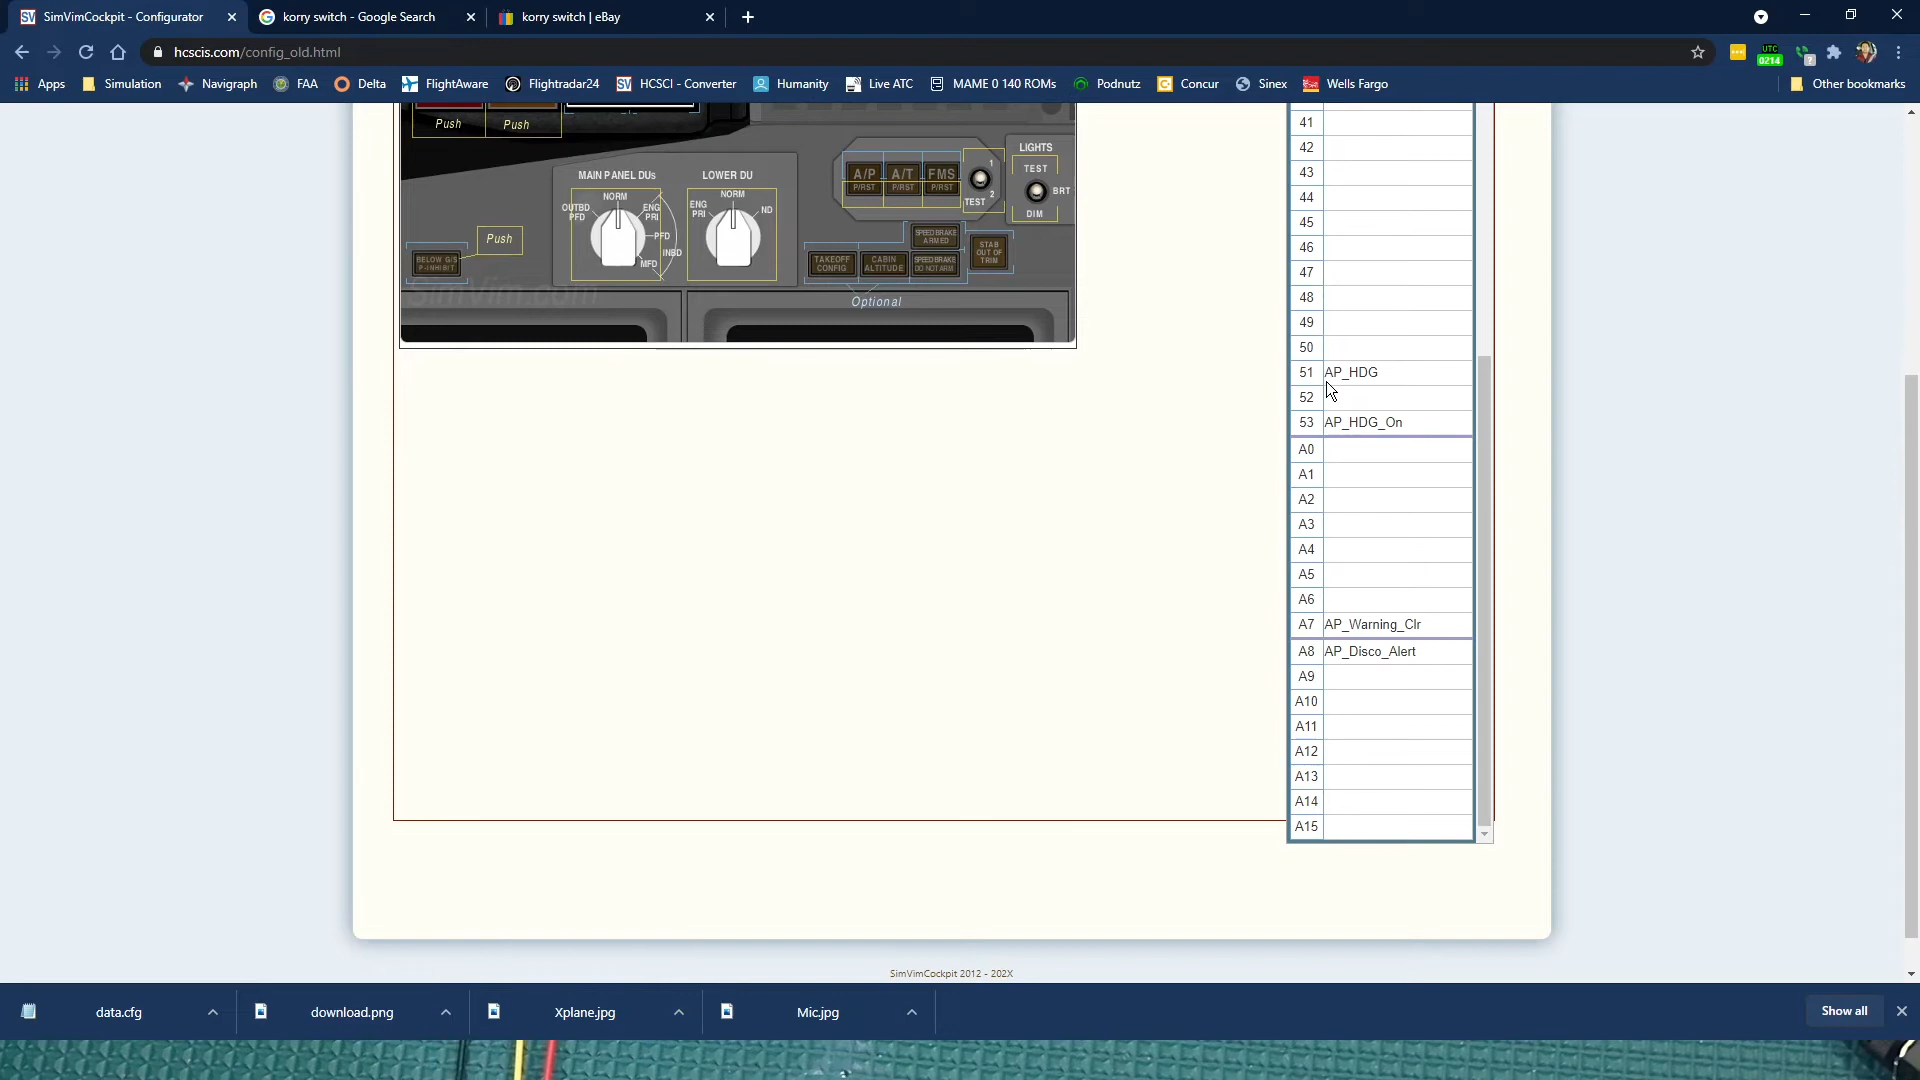 SimVimCockpit - Configurator
korry switch - Google Search
korry switch | eBay
hcscis.com/config_old.html
UTC
0214
Apps
Simulation
Navigraph
FAA
Delta
FlightAware
Flightradar24
HCSCI - Converter
Humanity
Live ATC
MAME 0 140 ROMs
Podnutz
Concur
Sinex
Wells Fargo
Other bookmarks
Push
Push
MAIN PANEL DUs
NORM
OUTBD
PFD
ENG
PRI
PFD
INBD
MFD
LOWER DU
NORM
ENG
PRI
ND
A/P
P/RST
A/T
P/RST
FMS
P/RST
1
2
TEST
LIGHTS
TEST
BRT
DIM
Push
BELOW G/S
P-INHIBIT
TAKEOFF
CONFIG
CABIN
ALTITUDE
SPEED BRAKE
ARMED
SPEED BRAKE
DO NOT ARM
STAB
OUT OF
TRIM
Optional
SimVim.com
41
42
43
44
45
46
47
48
49
50
51 AP_HDG
52
53 AP_HDG_On
A0
A1
A2
A3
A4
A5
A6
A7 AP_Warning_Clr
A8 AP_Disco_Alert
A9
A10
A11
A12
A13
A14
A15
SimVimCockpit 2012 - 202X
data.cfg
download.png
Xplane.jpg
Mic.jpg
Show all